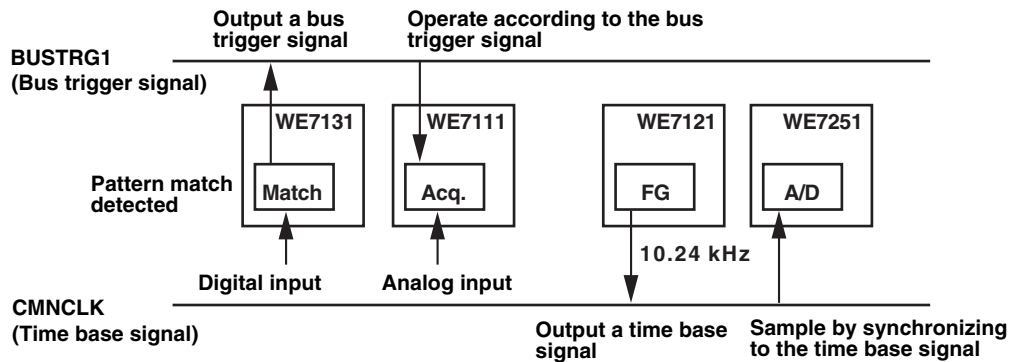 Output a bus
trigger signal
Operate according to the bus
trigger signal
BUSTRG1
(Bus trigger signal)
WE7131
WE7111
WE7121
WE7251
Pattern match
detected
Match
Acq.
FG
A/D
10.24 kHz
Digital input
Analog input
CMNCLK
(Time base signal)
Output a time base
signal
Sample by synchronizing
to the time base signal